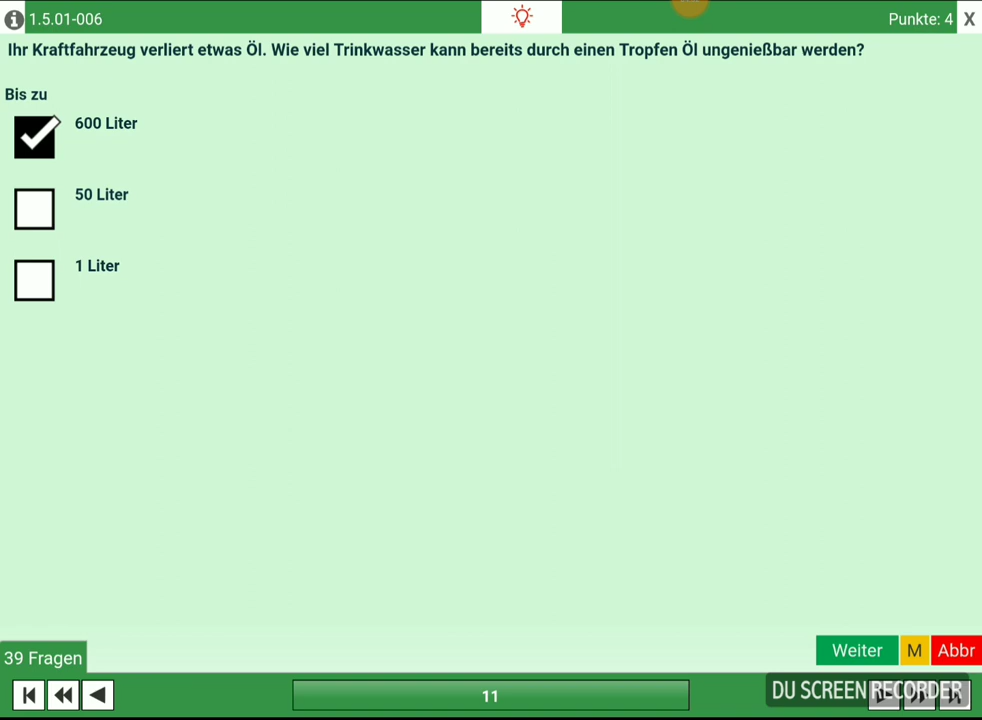 1.5.01-006
Punkte: 4 X
Ihr Kraftfahrzeug verliert etwas Öl. Wie viel Trinkwasser kann bereits durch einen Tropfen Öl ungenießbar werden?
Bis zu
600 Liter
50 Liter
1 Liter
39 Fragen
Weiter M Abbr
11
DU SCREEN RECORDER